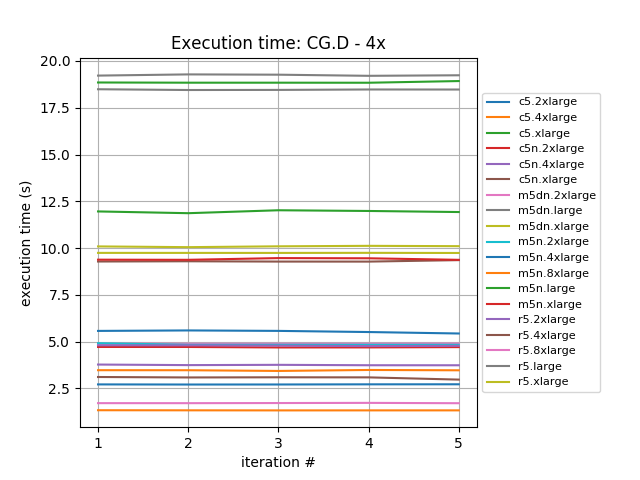 Execution time: CG.D - 4x
execution time (s)
20.0
17.5
15.0
12.5
10.0
7.5
5.0
2.5
1 2 3 4 5
iteration #
c5.2xlarge
c5.4xlarge
c5.xlarge
c5n.2xlarge
c5n.4xlarge
c5n.xlarge
m5dn.2xlarge
m5dn.large
m5dn.xlarge
m5n.2xlarge
m5n.4xlarge
m5n.8xlarge
m5n.large
m5n.xlarge
r5.2xlarge
r5.4xlarge
r5.8xlarge
r5.large
r5.xlarge